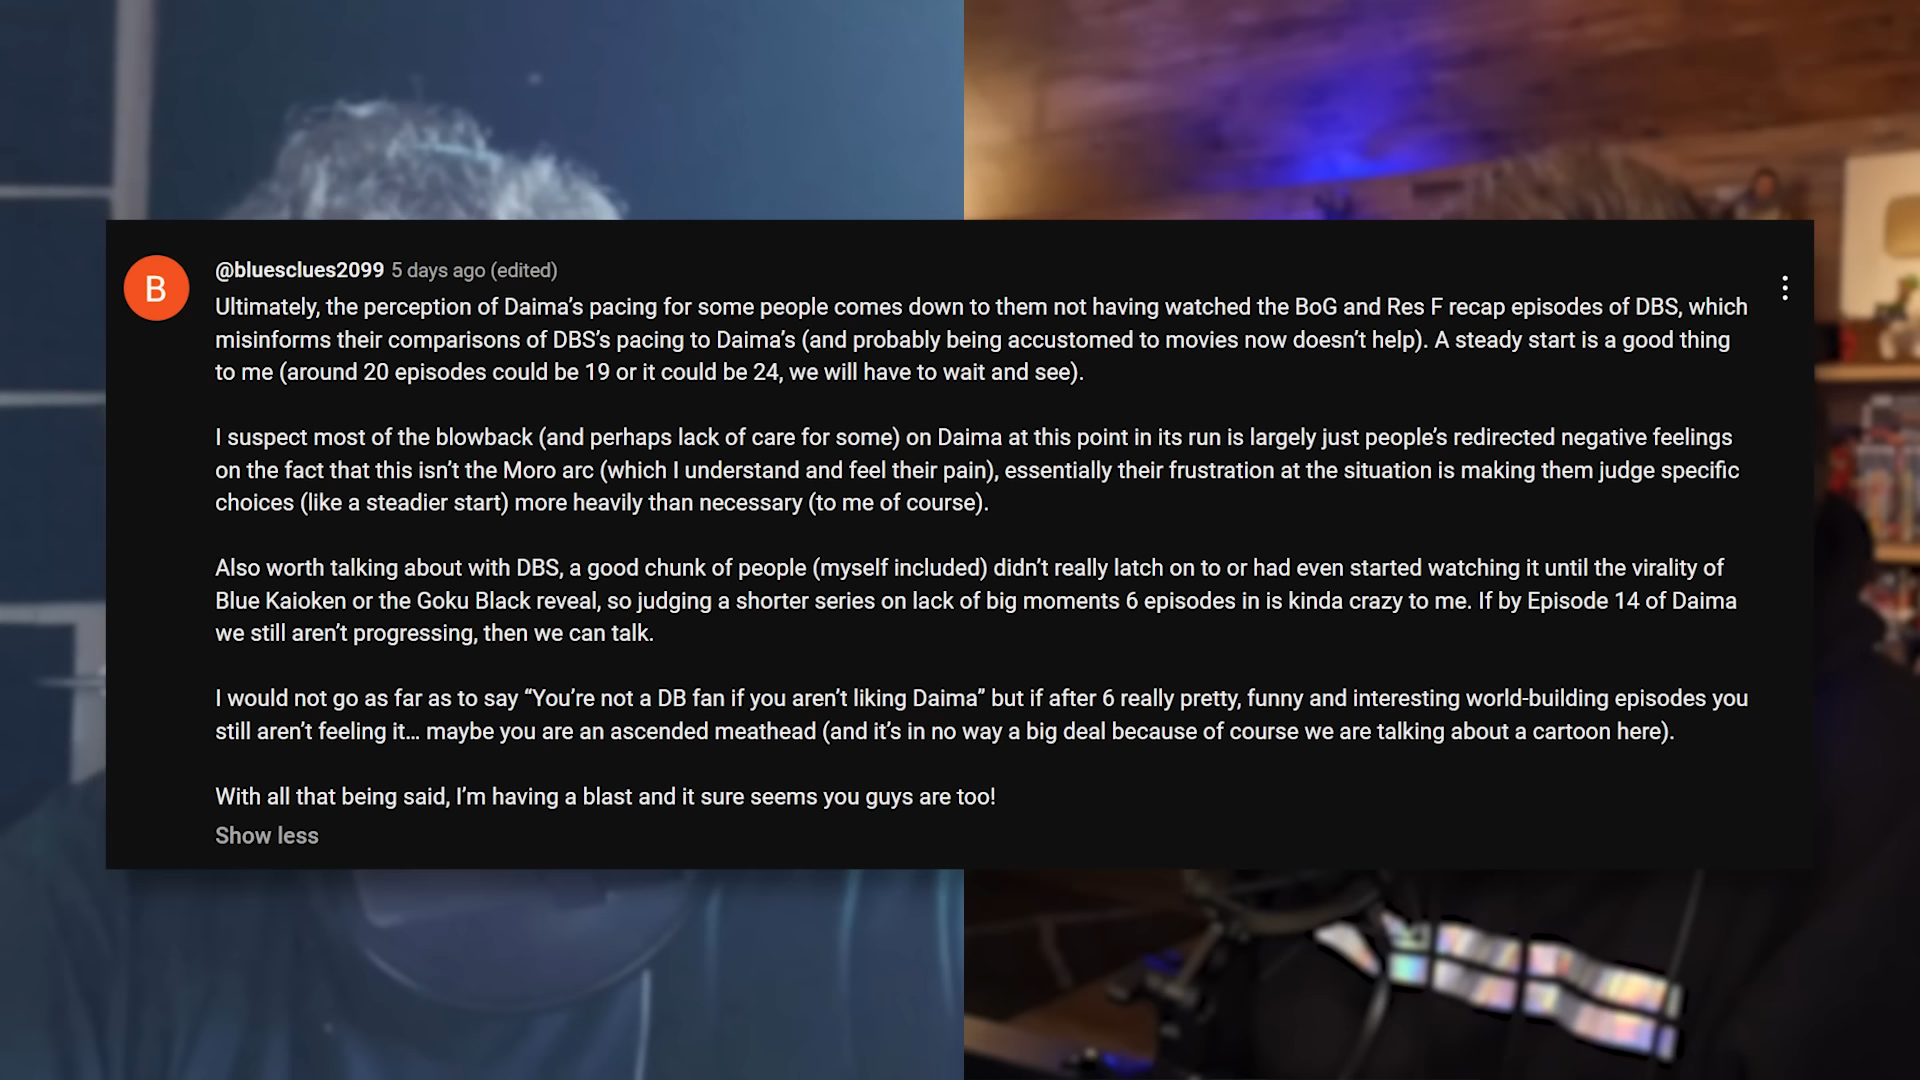 B
@bluesclues2099 5 days ago (edited)
Ultimately, the perception of Daima’s pacing for some people comes down to them not having watched the BoG and Res F recap episodes of DBS, which
misinforms their comparisons of DBS’s pacing to Daima’s (and probably being accustomed to movies now doesn’t help). A steady start is a good thing
to me (around 20 episodes could be 19 or it could be 24, we will have to wait and see).
I suspect most of the blowback (and perhaps lack of care for some) on Daima at this point in its run is largely just people’s redirected negative feelings
on the fact that this isn’t the Moro arc (which I understand and feel their pain), essentially their frustration at the situation is making them judge specific
choices (like a steadier start) more heavily than necessary (to me of course).
Also worth talking about with DBS, a good chunk of people (myself included) didn’t really latch on to or had even started watching it until the virality of
Blue Kaioken or the Goku Black reveal, so judging a shorter series on lack of big moments 6 episodes in is kinda crazy to me. If by Episode 14 of Daima
we still aren’t progressing, then we can talk.
I would not go as far as to say “You’re not a DB fan if you aren’t liking Daima” but if after 6 really pretty, funny and interesting world-building episodes you
still aren’t feeling it… maybe you are an ascended meathead (and it’s in no way a big deal because of course we are talking about a cartoon here).
With all that being said, I’m having a blast and it sure seems you guys are too!
Show less